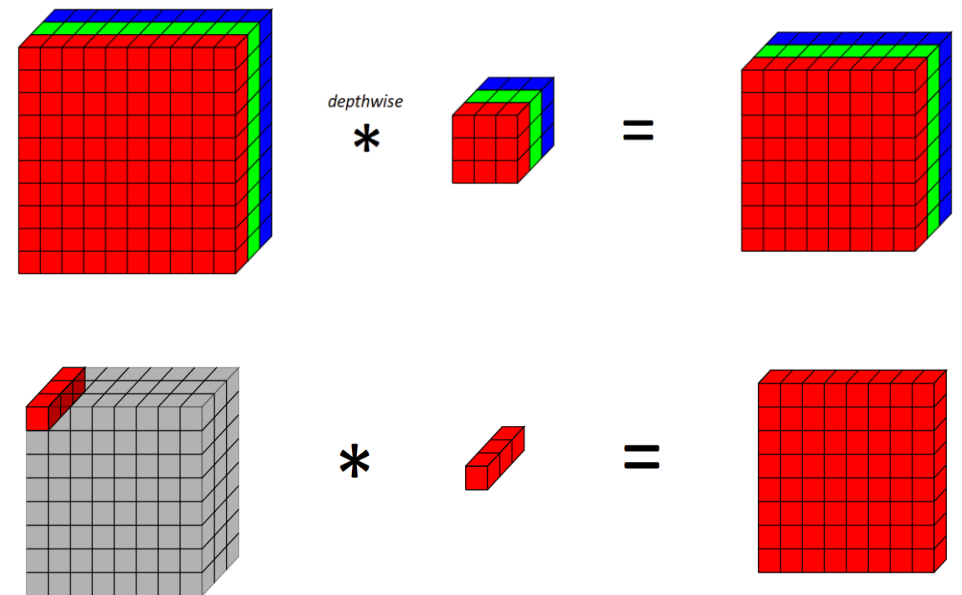 depthwise
* =
* =